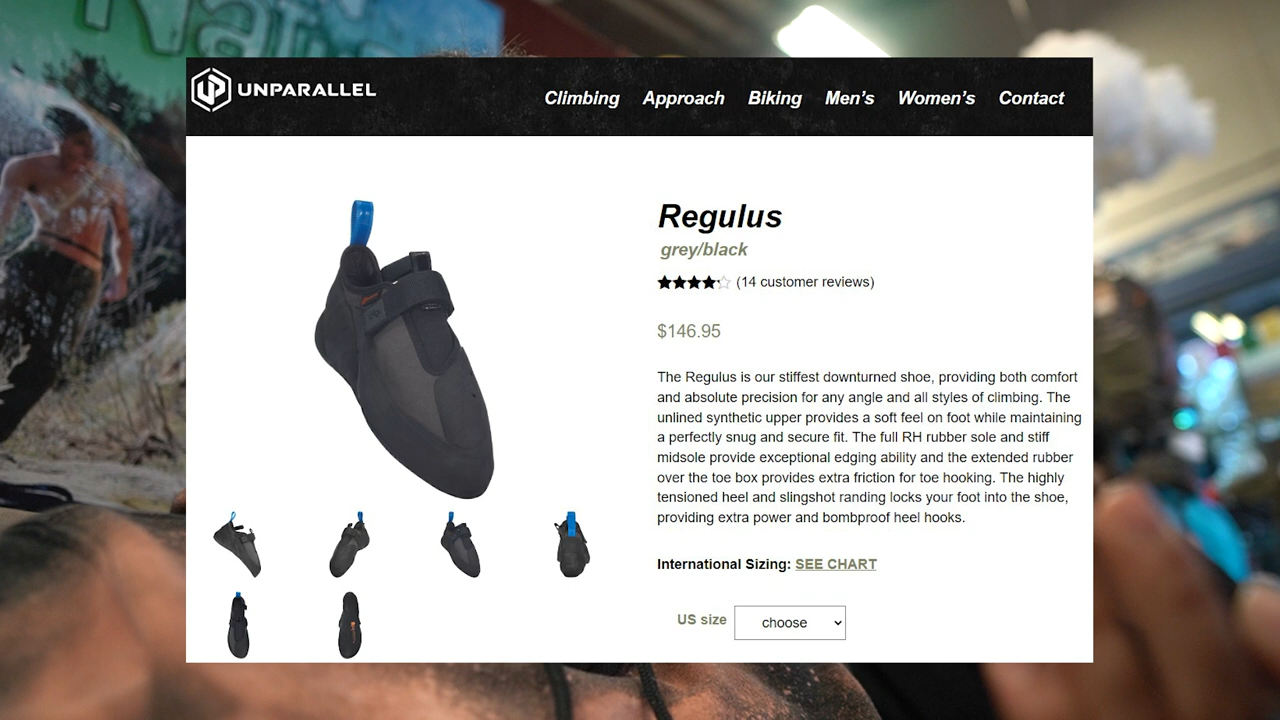 UNPARALLEL
Climbing Approach Biking Men's Women's Contact
Regulus
grey/black
(14 customer reviews)
$146.95
The Regulus is our stiffest downturned shoe, providing both comfort
and absolute precision for any angle and all styles of climbing. The
unlined synthetic upper provides a soft feel on foot while maintaining
a perfectly snug and secure fit. The full RH rubber sole and stiff
midsole provide exceptional edging ability and the extended rubber
over the toe box provides extra friction for toe hooking. The highly
tensioned heel and slingshot randing locks your foot into the shoe,
providing extra power and bombproof heel hooks.
International Sizing: SEE CHART
US size choose